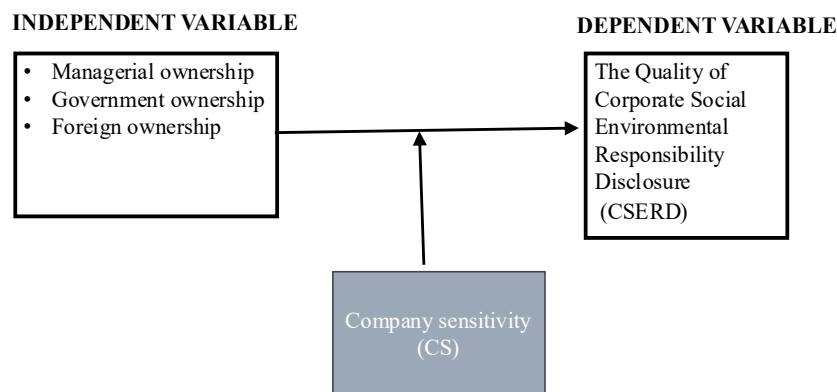 INDEPENDENT VARIABLE
DEPENDENT VARIABLE
• Managerial ownership
• Government ownership
• Foreign ownership
The Quality of
Corporate Social
Environmental
Responsibility
Disclosure
(CSERD)
Company sensitivity
(CS)